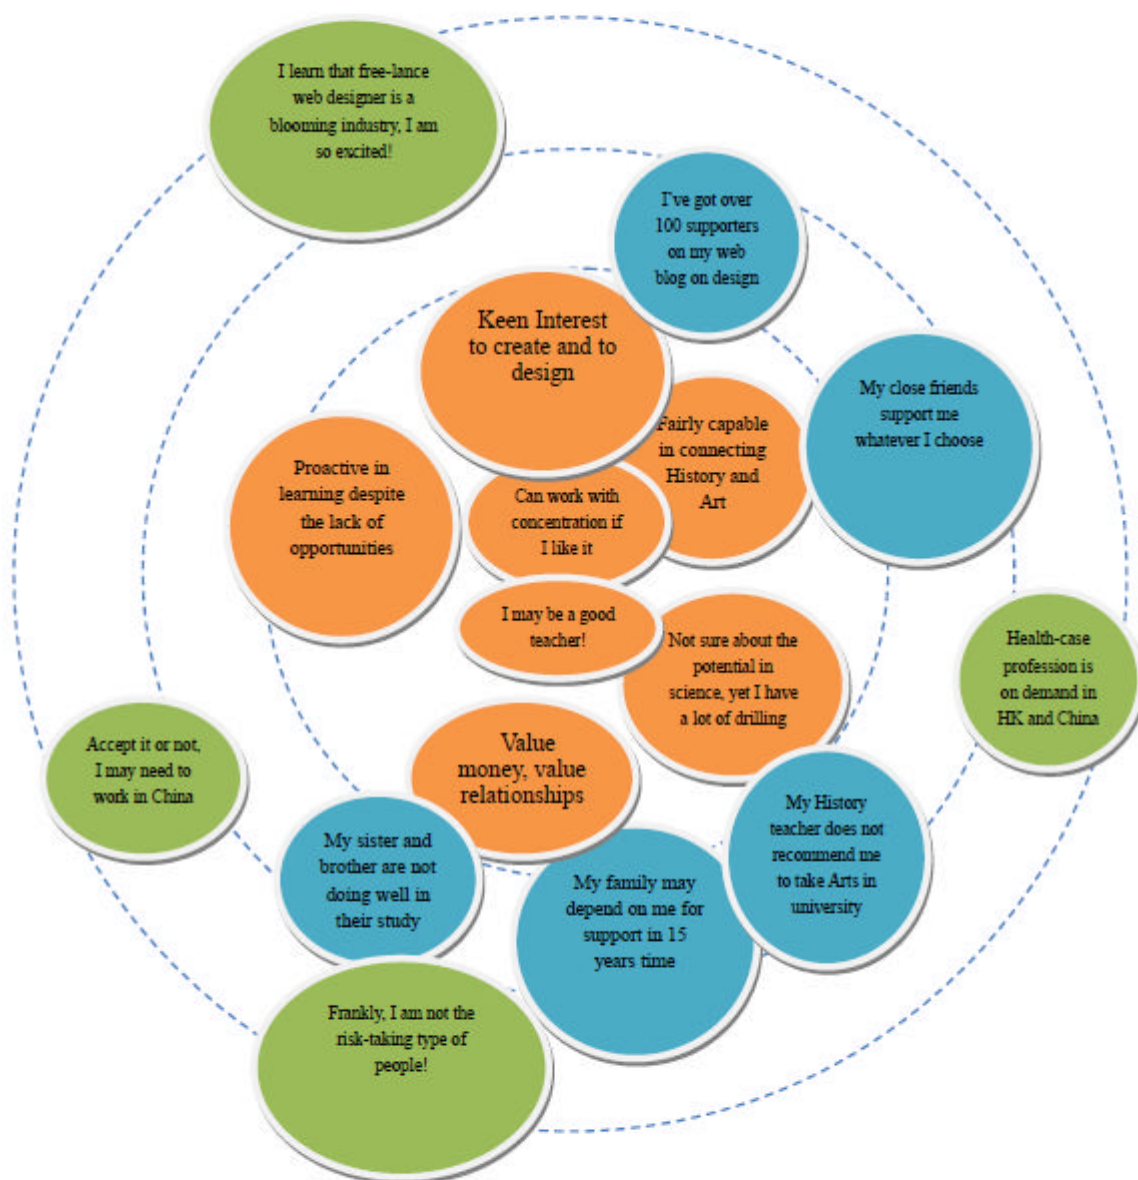 I learn that free-lance
web designer is a
blooming industry, I am
so excited!
I've got over
100 supporters
on my web
blog on design
Keen Interest
to create and to
design
My close friends
support me
whatever I choose
Fairly capable
in connecting
History and
Art
Proactive in
learning despite
the lack of
opportunities
Can work with
concentration if
I like it
I may be a good
teacher!
Not sure about the
potential in
science, yet I have
a lot of drilling
Health-case
profession is
on demand in
HK and China
Accept it or not,
I may need to
work in China
Value
money, value
relationships
My History
teacher does not
recommend me
to take Arts in
university
My sister and
brother are not
doing well in
their study
My family may
depend on me for
support in 15
years time
Frankly, I am not the
risk-taking type of
people!